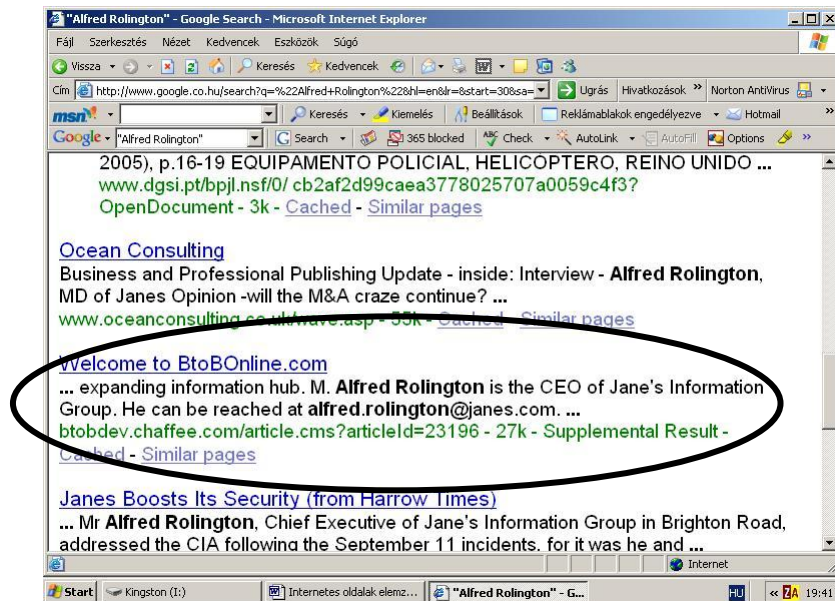 "Alfred Rolington" - Google Search - Microsoft Internet Explorer
Fájl Szerkesztés Nézet Kedvencek Eszközök Súgó
Vissza Keresés Kedvencek
Cím http://www.google.co.hu/search?q=%22Alfred+Rolington%22&hl=en&lr=&start=30&sa= Ugrás Hivatkozások » Norton AntiVirus
msn Keresés Kiemelés Beállítások Reklámablakok engedélyezve Hotmail »
Google "Alfred Rolington" Search 365 blocked Check AutoLink AutoFill Options »
2005), p.16-19 EQUIPAMENTO POLICIAL, HELICÓPTERO, REINO UNIDO ...
www.dgsi.pt/bpjl.nsf/0/ cb2af2d99caea3778025707a0059c4f3?
OpenDocument - 3k - Cached - Similar pages
Ocean Consulting
Business and Professional Publishing Update - inside: Interview - Alfred Rolington,
MD of Janes Opinion -will the M&A craze continue? ...
www.oceanconsulting.co.uk/wave.asp - 55k - Cached - Similar pages
Welcome to BtoBOnline.com
... expanding information hub. M. Alfred Rolington is the CEO of Jane's Information
Group. He can be reached at alfred.rolington@janes.com. ...
btobdev.chaffee.com/article.cms?articleId=23196 - 27k - Supplemental Result -
Cached - Similar pages
Janes Boosts Its Security (from Harrow Times)
... Mr Alfred Rolington, Chief Executive of Jane's Information Group in Brighton Road,
addressed the CIA following the September 11 incidents, for it was he and ...
Internet
Start Kingston (I:) Internetes oldalak elemz... "Alfred Rolington" - G... HU « ZA 19:41